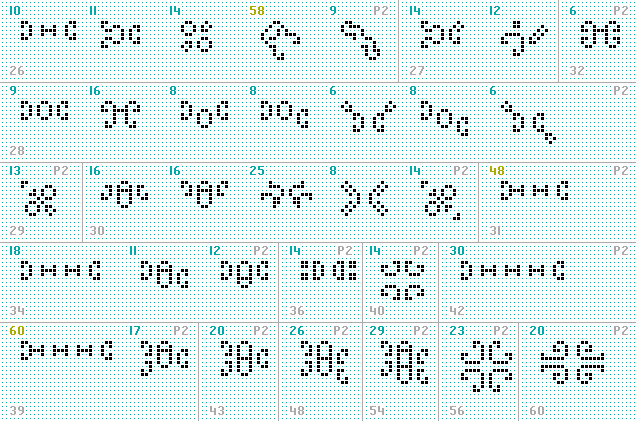 10 11 14 58 9 P2 14 12 6 P2
26 27 32
9 16 8 8 6 8 6 P2
28
13 P2 16 16 25 8 14 P2 48 P2
29 30 31
18 11 12 P2 14 P2 14 P2 30 P2
34 36 40 42
60 17 P2 20 P2 26 P2 29 P2 23 P2 20 P2
39 43 48 54 56 60